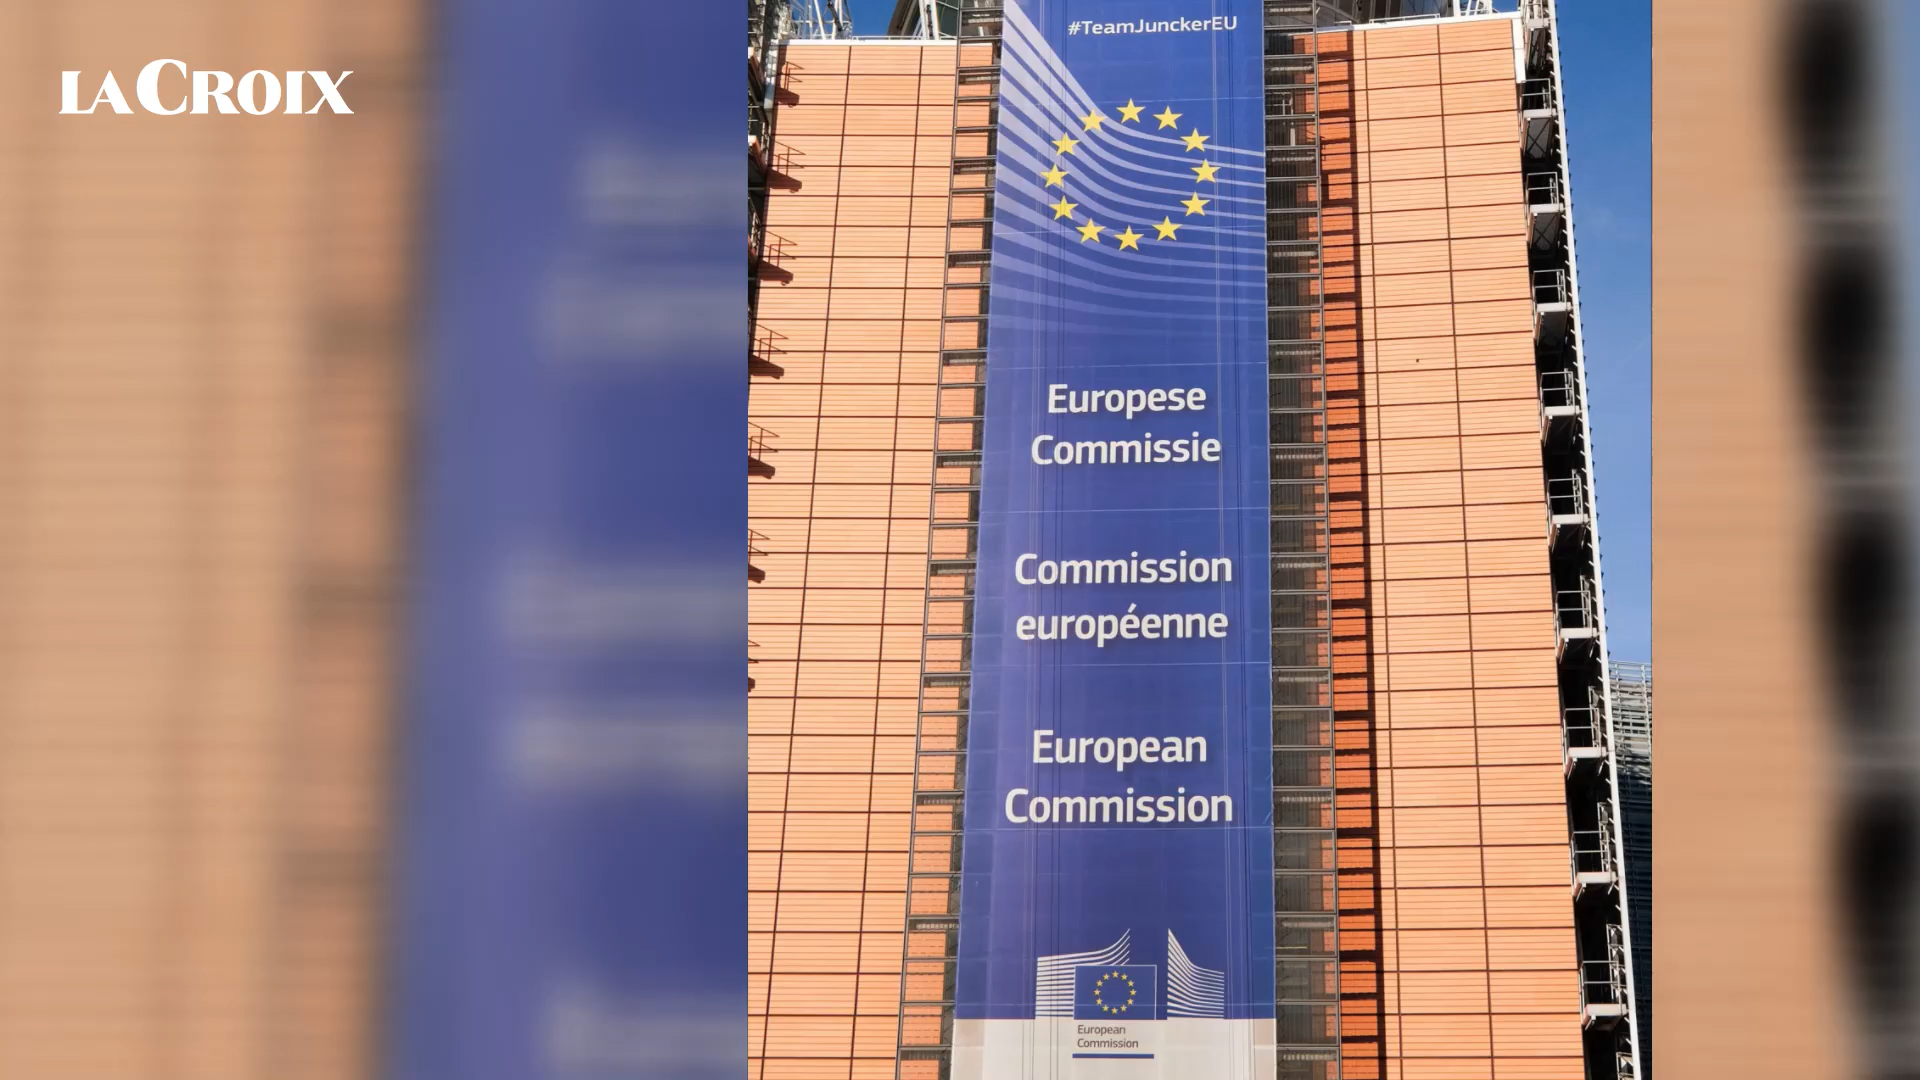 LA CROIX
#TeamJunckerEU
Europese
Commissie
Commission
européenne
European
Commission
European
Commission